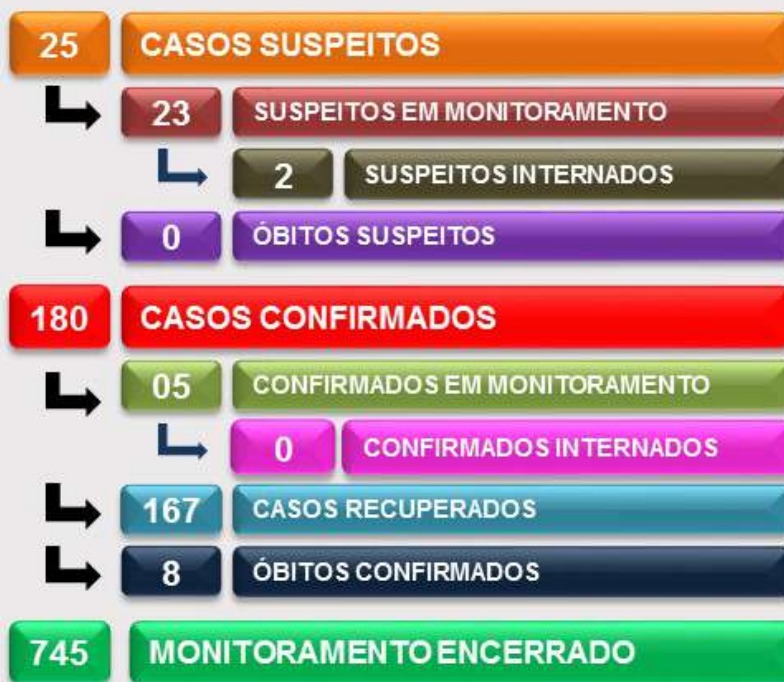 25 CASOS SUSPEITOS
23 SUSPEITOS EM MONITORAMENTO
2 SUSPEITOS INTERNADOS
0 ÓBITOS SUSPEITOS
180 CASOS CONFIRMADOS
05 CONFIRMADOS EM MONITORAMENTO
0 CONFIRMADOS INTERNADOS
167 CASOS RECUPERADOS
8 ÓBITOS CONFIRMADOS
745 MONITORAMENTO ENCERRADO